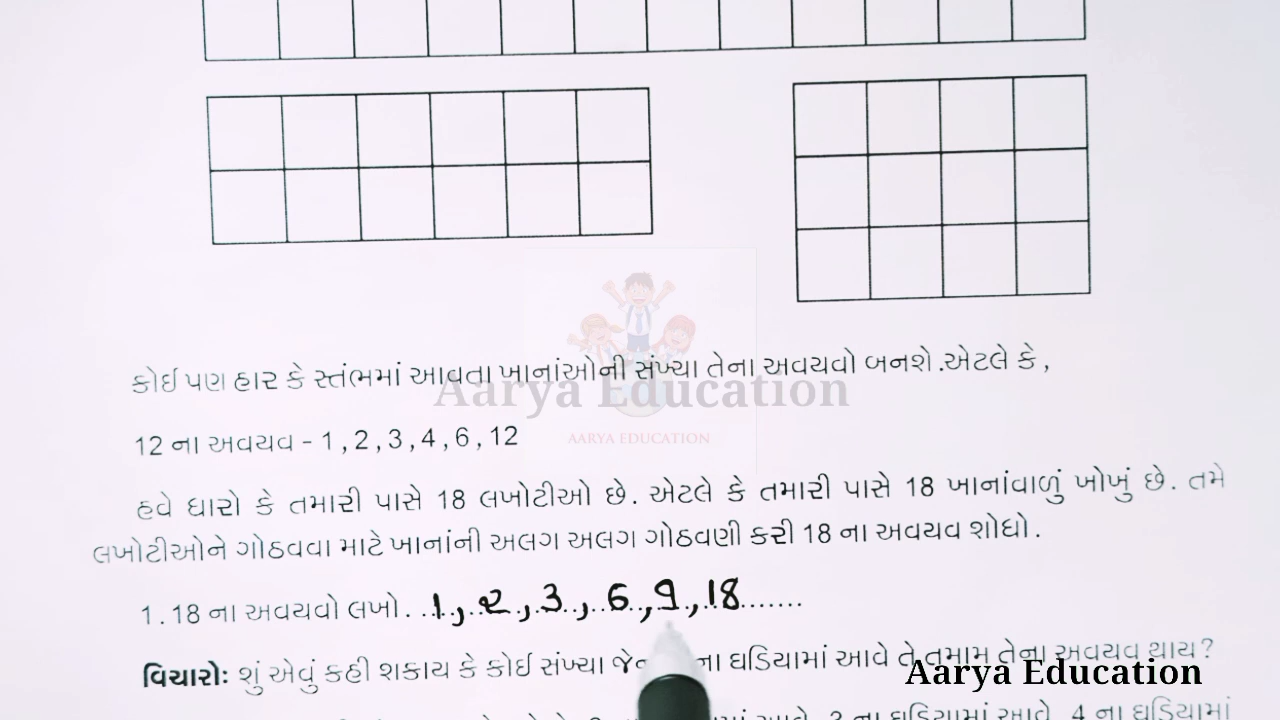 કોઈ પણ હાર કે સ્તંભમાં આવતા ખાનાંઓની સંખ્યા તેના અવયવો બનશે .એટલે કે ,
Aarya Education
AARYA EDUCATION
12 ના અવયવ - 1 , 2 , 3 , 4 , 6 , 12
હવે ધારો કે તમારી પાસે 18 લખોટીઓ છે. એટલે કે તમારી પાસે 18 ખાનાંવાળું ખોખું છે. તમે
લખોટીઓને ગોઠવવા માટે ખાનાંની અલગ અલગ ગોઠવણી કરી 18 ના અવયવ શોધો.
1. 18 ના અવયવો લખો. 1, 2, 3, 6, 9, 18
વિચારોઃ શું એવું કહી શકાય કે કોઈ સંખ્યા ના ઘડિયામાં આવે તે તમામ તેના અવયવ થાય?
Aarya Education